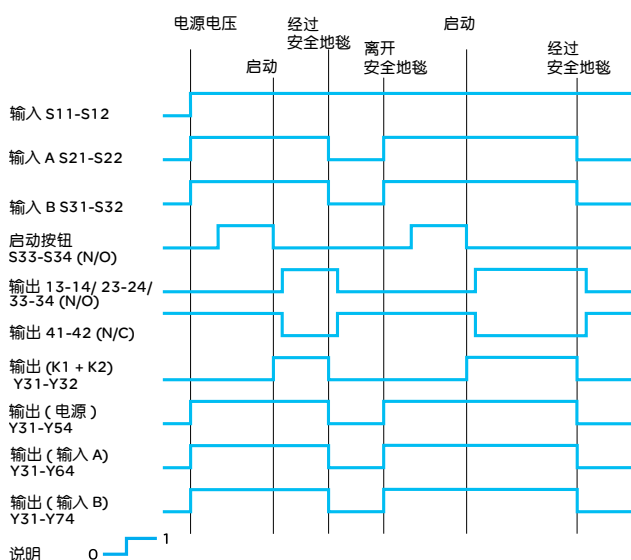 电源电压
启动
经过
安全地毯
离开
安全地毯
启动
经过
安全地毯
输入 S11-S12
输入 A S21-S22
输入 B S31-S32
启动按钮
S33-S34 (N/O)
输出 13-14/ 23-24/
33-34 (N/O)
输出 41-42 (N/C)
输出 (K1 + K2)
Y31-Y32
输出 ( 电源 )
Y31-Y54
输出 ( 输入 A)
Y31-Y64
输出 ( 输入 B)
Y31-Y74
说明 0 1